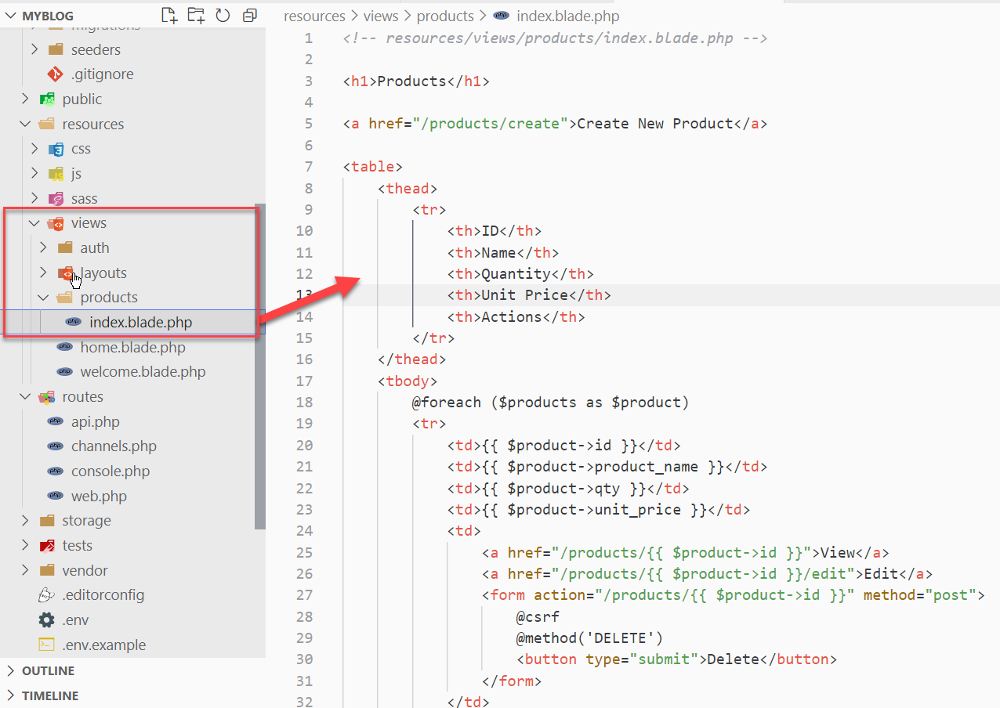 MYBLOG
migrations
seeders
.gitignore
public
resources
css
js
sass
views
auth
layouts
products
index.blade.php
home.blade.php
welcome.blade.php
routes
api.php
channels.php
console.php
web.php
storage
tests
vendor
.editorconfig
.env
.env.example
OUTLINE
TIMELINE
resources > views > products > php index.blade.php
1 <!-- resources/views/products/index.blade.php -->
2
3 <h1>Products</h1>
4
5 <a href="/products/create">Create New Product</a>
6
7 <table>
8 <thead>
9 <tr>
10 <th>ID</th>
11 <th>Name</th>
12 <th>Quantity</th>
13 <th>Unit Price</th>
14 <th>Actions</th>
15 </tr>
16 </thead>
17 <tbody>
18 @foreach ($products as $product)
19 <tr>
20 <td>{{ $product->id }}</td>
21 <td>{{ $product->product_name }}</td>
22 <td>{{ $product->qty }}</td>
23 <td>{{ $product->unit_price }}</td>
24 <td>
25 <a href="/products/{{ $product->id }}">View</a>
26 <a href="/products/{{ $product->id }}/edit">Edit</a>
27 <form action="/products/{{ $product->id }}" method="post">
28 @csrf
29 @method('DELETE')
30 <button type="submit">Delete</button>
31 </form>
32 </td>